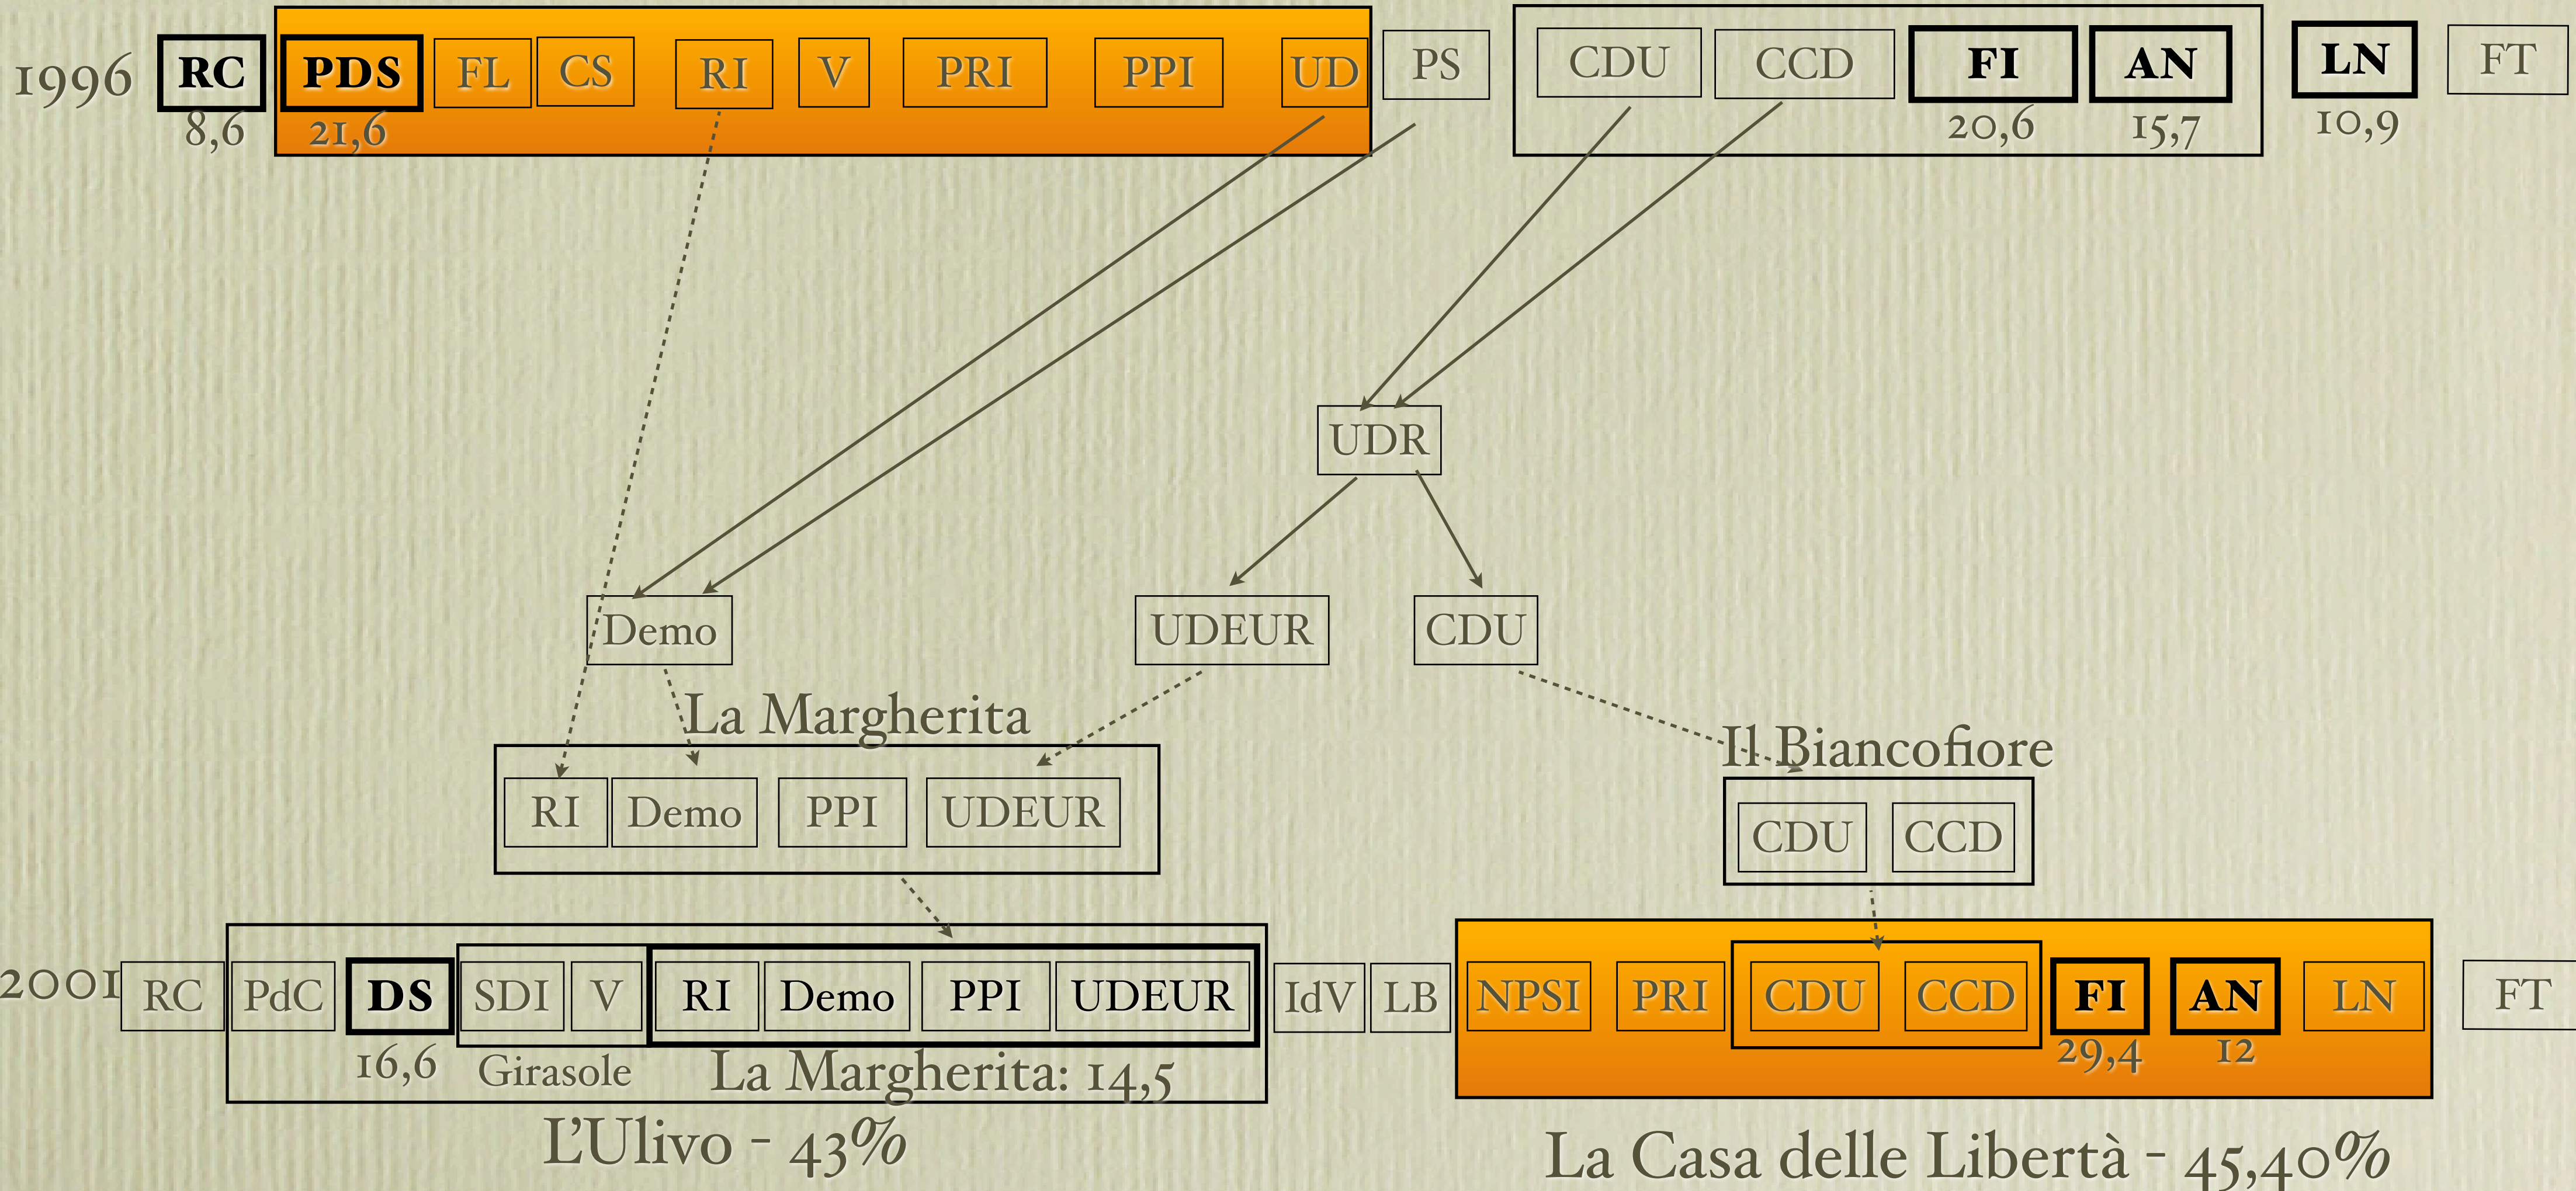 1996 RC PDS FL CS RI V PRI PPI UD PS CDU CCD FI AN LN FT
8,6 21,6 20,6 15,7 10,9
UDR
Demo UDEUR CDU
La Margherita
Il Biancofiore
RI Demo PPI UDEUR
CDU CCD
2001 RC PdC DS SDI V RI Demo PPI UDEUR IdV LB NPSI PRI CDU CCD FI AN LN FT
16,6 Girasole La Margherita: 14,5 29,4 12
L'Ulivo - 43%
La Casa delle Libertà - 45,40%